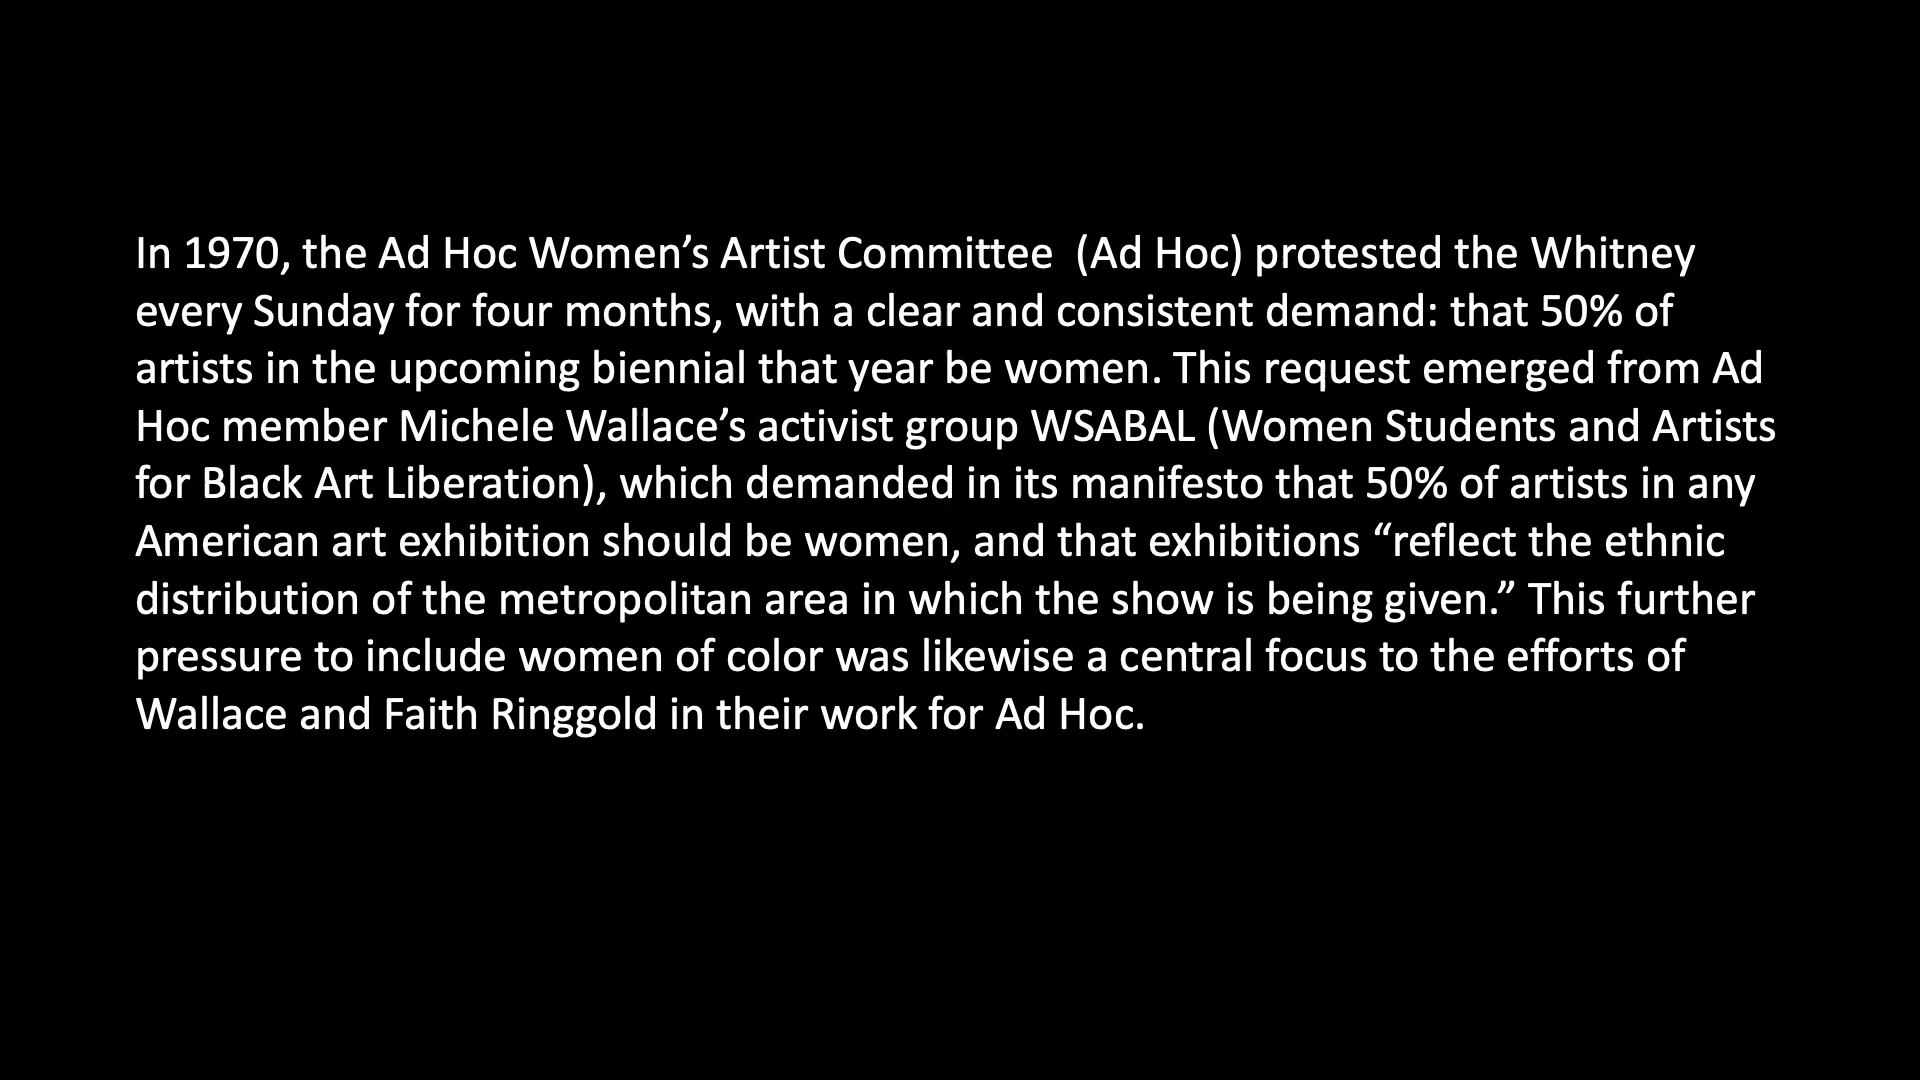 In 1970, the Ad Hoc Women’s Artist Committee  (Ad Hoc) protested the Whitney
every Sunday for four months, with a clear and consistent demand: that 50% of
artists in the upcoming biennial that year be women. This request emerged from Ad
Hoc member Michele Wallace’s activist group WSABAL (Women Students and Artists
for Black Art Liberation), which demanded in its manifesto that 50% of artists in any
American art exhibition should be women, and that exhibitions “reflect the ethnic
distribution of the metropolitan area in which the show is being given.” This further
pressure to include women of color was likewise a central focus to the efforts of
Wallace and Faith Ringgold in their work for Ad Hoc.